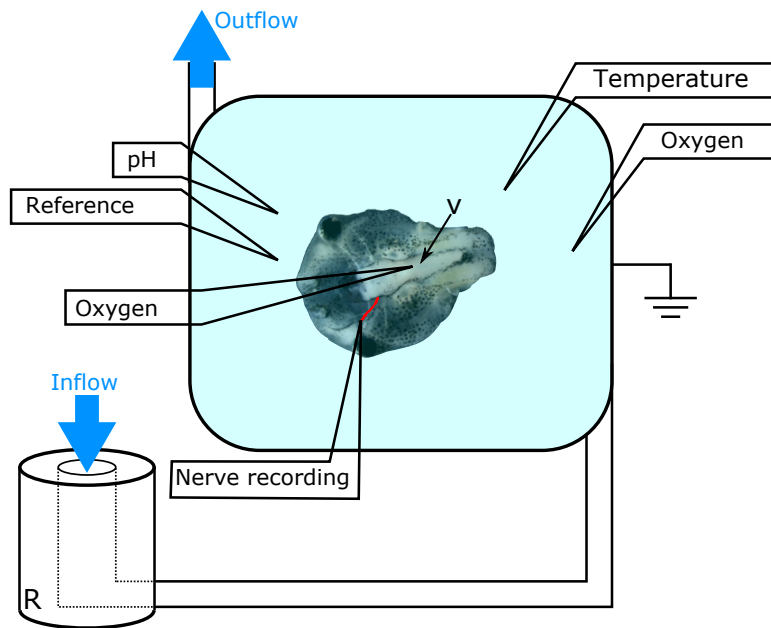 Outflow
Temperature
pH
Oxygen
Reference
v
Oxygen
Inflow
Nerve recording
R